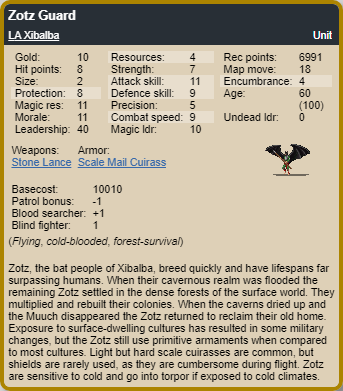 Zotz Guard
LA Xibalba Unit
Gold: 10 Resources: 4 Rec points: 6991
Hit points: 8 Strength: 7 Map move: 18
Size: 2 Attack skill: 11 Encumbrance: 4
Protection: 8 Defence skill: 9 Age: 60
Magic res: 11 Precision: 5 (100)
Morale: 11 Combat speed: 9 Undead ldr: 0
Leadership: 40 Magic ldr: 10
Weapons: Armor:
Stone Lance Scale Mail Cuirass
Basecost: 10010
Patrol bonus: -1
Blood searcher: +1
Blind fighter: 1
(Flying, cold-blooded, forest-survival)
Zotz, the bat people of Xibalba, breed quickly and have lifespans far
surpassing humans. When their cavernous realm was flooded the
remaining Zotz settled in the dense forests of the surface world. They
multiplied and rebuilt their colonies. When the caverns dried up and
the Muuch disappeared the Zotz returned to reclaim their old home.
Exposure to surface-dwelling cultures has resulted in some military
changes, but the Zotz still use primitive armaments when compared
to most cultures. Light but hard scale cuirasses are common, but
shields are rarely used, as they are cumbersome during flight. Zotz
are sensitive to cold and go into torpor if exposed to cold climates.